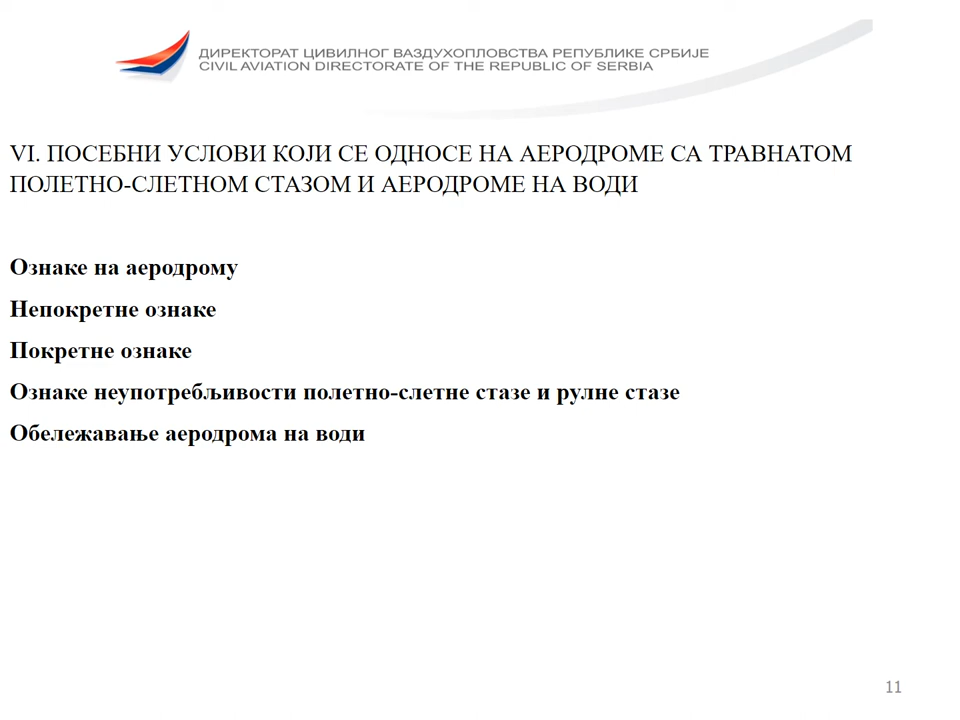 ДИРЕКТОРАТ ЦИВИЛНОГ ВАЗДУХОПЛОВСТВА РЕПУБЛИКЕ СРБИЈЕ
CIVIL AVIATION DIRECTORATE OF THE REPUBLIC OF SERBIA
VI. ПОСЕБНИ УСЛОВИ КОЈИ СЕ ОДНОСЕ НА АЕРОДРОМЕ СА ТРАВНАТОМ
ПОЛЕТНО-СЛЕТНОМ СТАЗОМ И АЕРОДРОМЕ НА ВОДИ
Ознаке на аеродрому
Непокретне ознаке
Покретне ознаке
Ознаке неупотребљивости полетно-слетне стазе и рулне стазе
Обележавање аеродрома на води
11